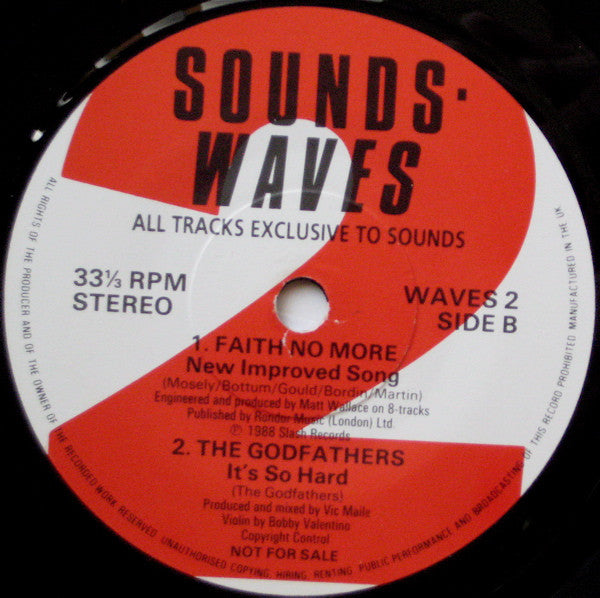 SOUNDS·
WAVES
ALL TRACKS EXCLUSIVE TO SOUNDS
33⅓ RPM
STEREO
WAVES 2
SIDE B
1. FAITH NO MORE
New Improved Song
(Mosely/Bottum/Gould/Bordin/Martin)
Engineered and produced by Matt Wallace on 8-tracks
Published by Rondor Music (London) Ltd.
℗ 1988 Slash Records
2. THE GODFATHERS
It's So Hard
(The Godfathers)
Produced and mixed by Vic Maile
Violin by Bobby Valentino
Copyright Control
NOT FOR SALE
ALL RIGHTS OF THE PRODUCER AND OF THE OWNER OF THE RECORDED WORK RESERVED. UNAUTHORISED COPYING, HIRING, RENTING PUBLIC PERFORMANCE AND BROADCASTING OF THIS RECORD PROHIBITED MANUFACTURED IN THE UK.